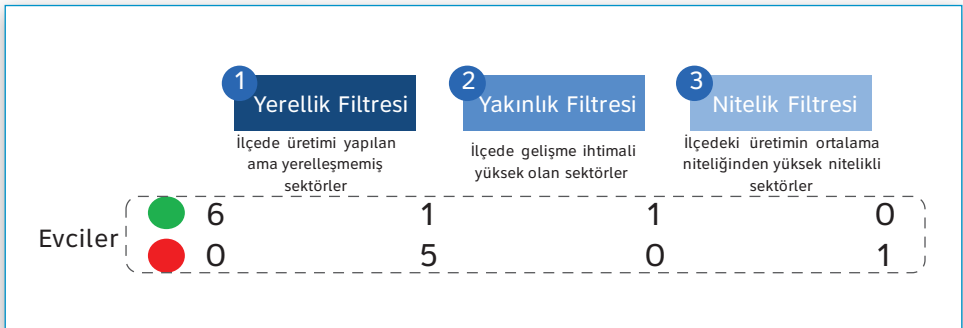 1 Yerellik Filtresi
2 Yakınlık Filtresi
3 Nitelik Filtresi
İlçede üretimi yapılan
ama yerelleşmemiş
sektörler
İlçede gelişme ihtimali
yüksek olan sektörler
İlçedeki üretimin ortalama
niteliğinden yüksek nitelikli
sektörler
Evciler
6 1 1 0
0 5 0 1